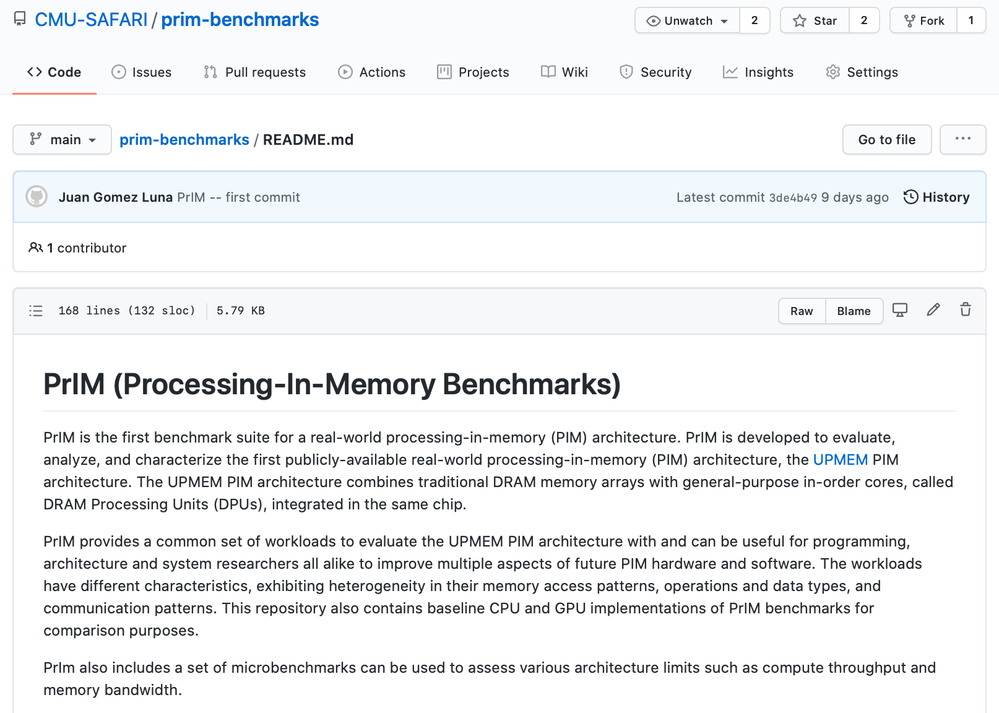 CMU-SAFARI / prim-benchmarks
Unwatch 2 Star 2 Fork 1
Code Issues Pull requests Actions Projects Wiki Security Insights Settings
main prim-benchmarks / README.md Go to file ...
Juan Gomez Luna PrIM -- first commit Latest commit 3de4b49 9 days ago History
1 contributor
168 lines (132 sloc) 5.79 KB Raw Blame
PrIM (Processing-In-Memory Benchmarks)
PrIM is the first benchmark suite for a real-world processing-in-memory (PIM) architecture. PrIM is developed to evaluate,
analyze, and characterize the first publicly-available real-world processing-in-memory (PIM) architecture, the UPMEM PIM
architecture. The UPMEM PIM architecture combines traditional DRAM memory arrays with general-purpose in-order cores, called
DRAM Processing Units (DPUs), integrated in the same chip.
PrIM provides a common set of workloads to evaluate the UPMEM PIM architecture with and can be useful for programming,
architecture and system researchers all alike to improve multiple aspects of future PIM hardware and software. The workloads
have different characteristics, exhibiting heterogeneity in their memory access patterns, operations and data types, and
communication patterns. This repository also contains baseline CPU and GPU implementations of PrIM benchmarks for
comparison purposes.
PrIm also includes a set of microbenchmarks can be used to assess various architecture limits such as compute throughput and
memory bandwidth.